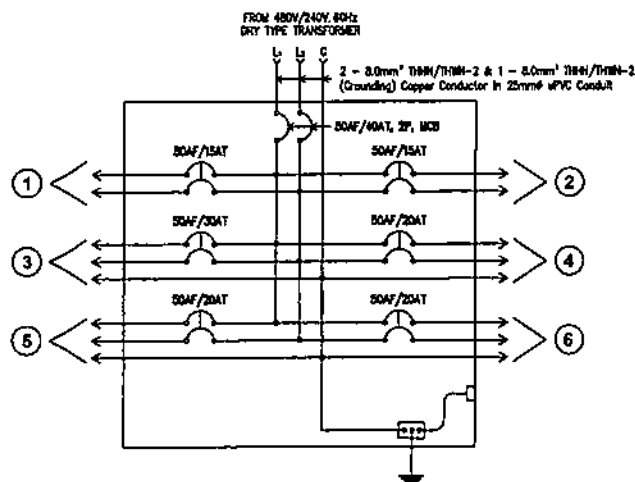 FROM 480V/240V, 60Hz
DRY TYPE TRANSFORMER
L₁ L₂ G
2 - 8.0mm² THHN/THWN-2 & 1 - 8.0mm² THHN/THWN-2
(Grounding) Copper Conductor in 25mmø uPVC Conduit
50AF/40AT, 2P, MCB
50AF/15AT 50AF/15AT
1 2
50AF/30AT 50AF/20AT
3 4
50AF/20AT 50AF/20AT
5 6